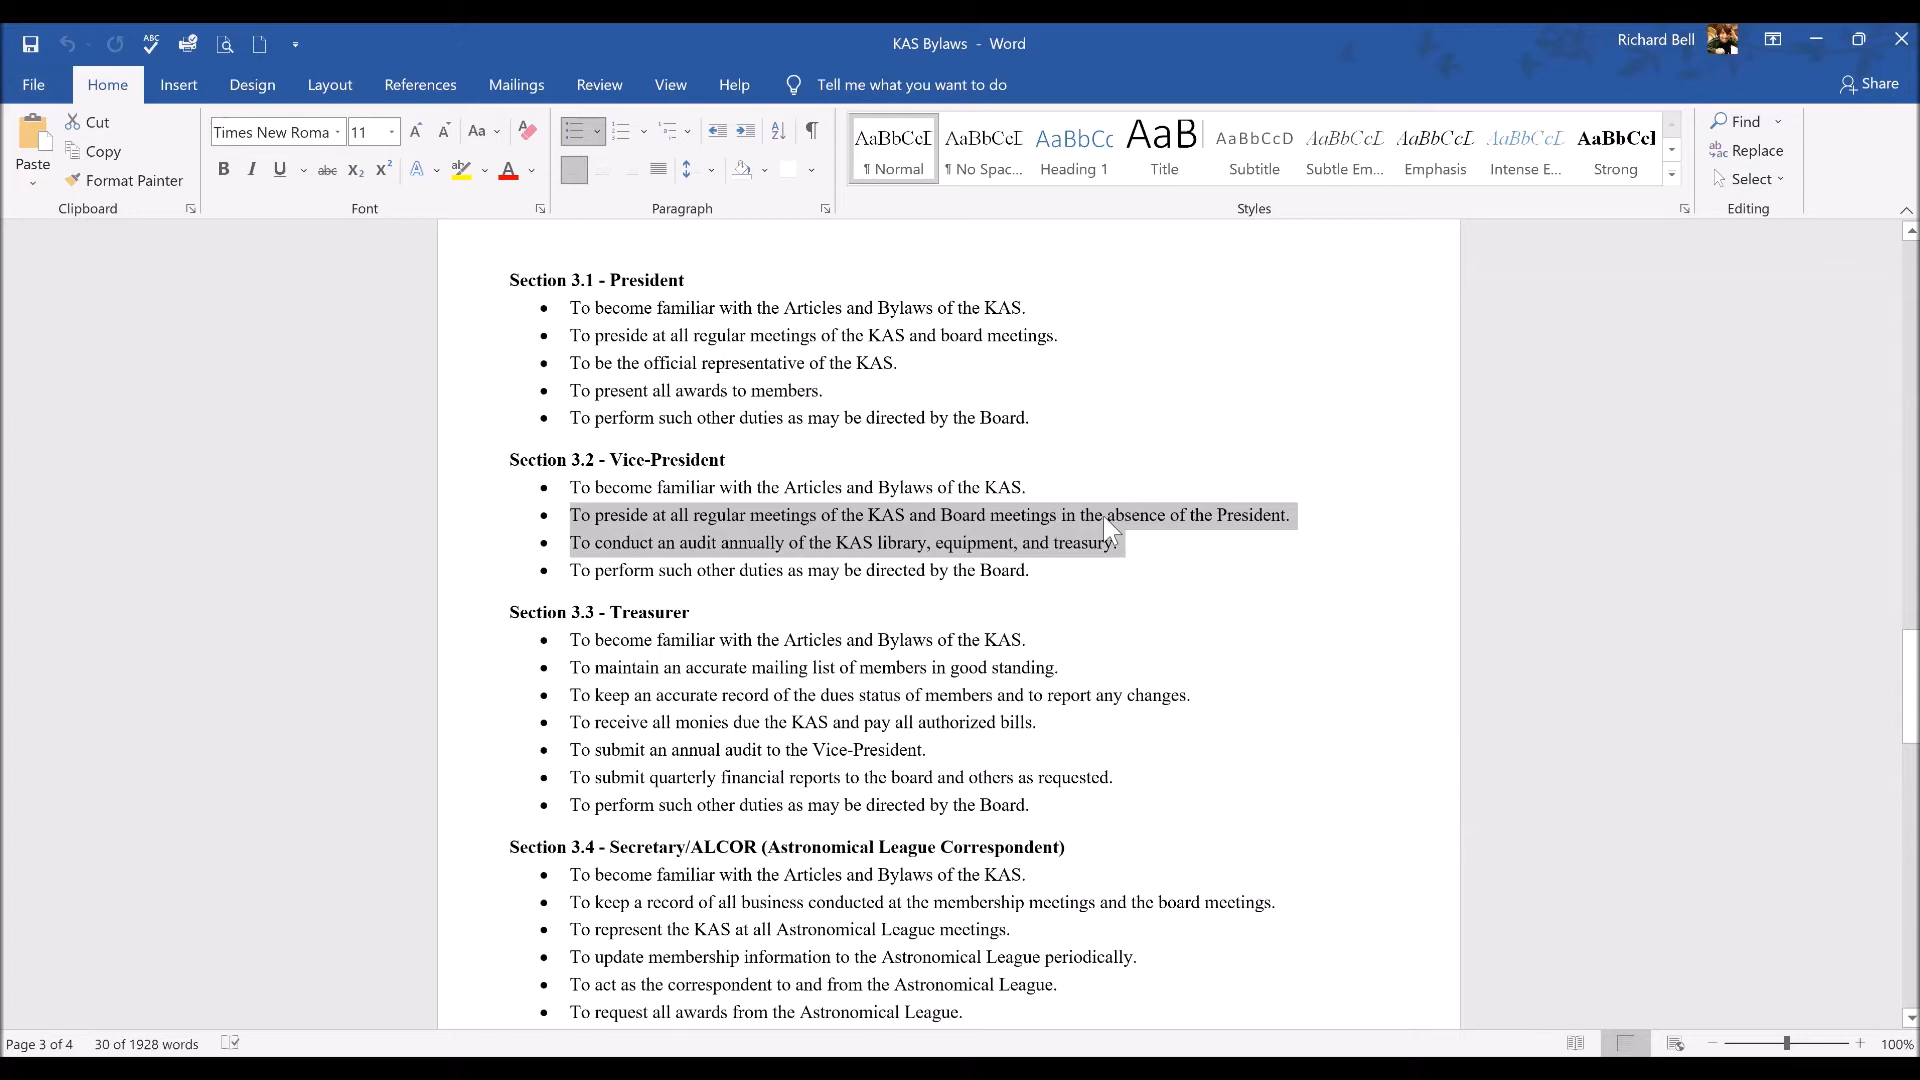 KAS Bylaws - Word
Richard Bell
File Home Insert Design Layout References Mailings Review View Help Tell me what you want to do Share
Paste
Cut
Copy
Format Painter
Clipboard
Times New Roma 11 Aa
B I U abc X₂ X² A A
Font
Paragraph
AaBbCcI AaBbCcI AaBbCc AaB AaBbCcD AaBbCcL AaBbCcL AaBbCcL AaBbCcI
¶ Normal ¶ No Spac... Heading 1 Title Subtitle Subtle Em... Emphasis Intense E... Strong
Styles
Find
Replace
Select
Editing
Section 3.1 - President
• To become familiar with the Articles and Bylaws of the KAS.
• To preside at all regular meetings of the KAS and board meetings.
• To be the official representative of the KAS.
• To present all awards to members.
• To perform such other duties as may be directed by the Board.
Section 3.2 - Vice-President
• To become familiar with the Articles and Bylaws of the KAS.
• To preside at all regular meetings of the KAS and Board meetings in the absence of the President.
• To conduct an audit annually of the KAS library, equipment, and treasury.
• To perform such other duties as may be directed by the Board.
Section 3.3 - Treasurer
• To become familiar with the Articles and Bylaws of the KAS.
• To maintain an accurate mailing list of members in good standing.
• To keep an accurate record of the dues status of members and to report any changes.
• To receive all monies due the KAS and pay all authorized bills.
• To submit an annual audit to the Vice-President.
• To submit quarterly financial reports to the board and others as requested.
• To perform such other duties as may be directed by the Board.
Section 3.4 - Secretary/ALCOR (Astronomical League Correspondent)
• To become familiar with the Articles and Bylaws of the KAS.
• To keep a record of all business conducted at the membership meetings and the board meetings.
• To represent the KAS at all Astronomical League meetings.
• To update membership information to the Astronomical League periodically.
• To act as the correspondent to and from the Astronomical League.
• To request all awards from the Astronomical League.
Page 3 of 4 30 of 1928 words 100%